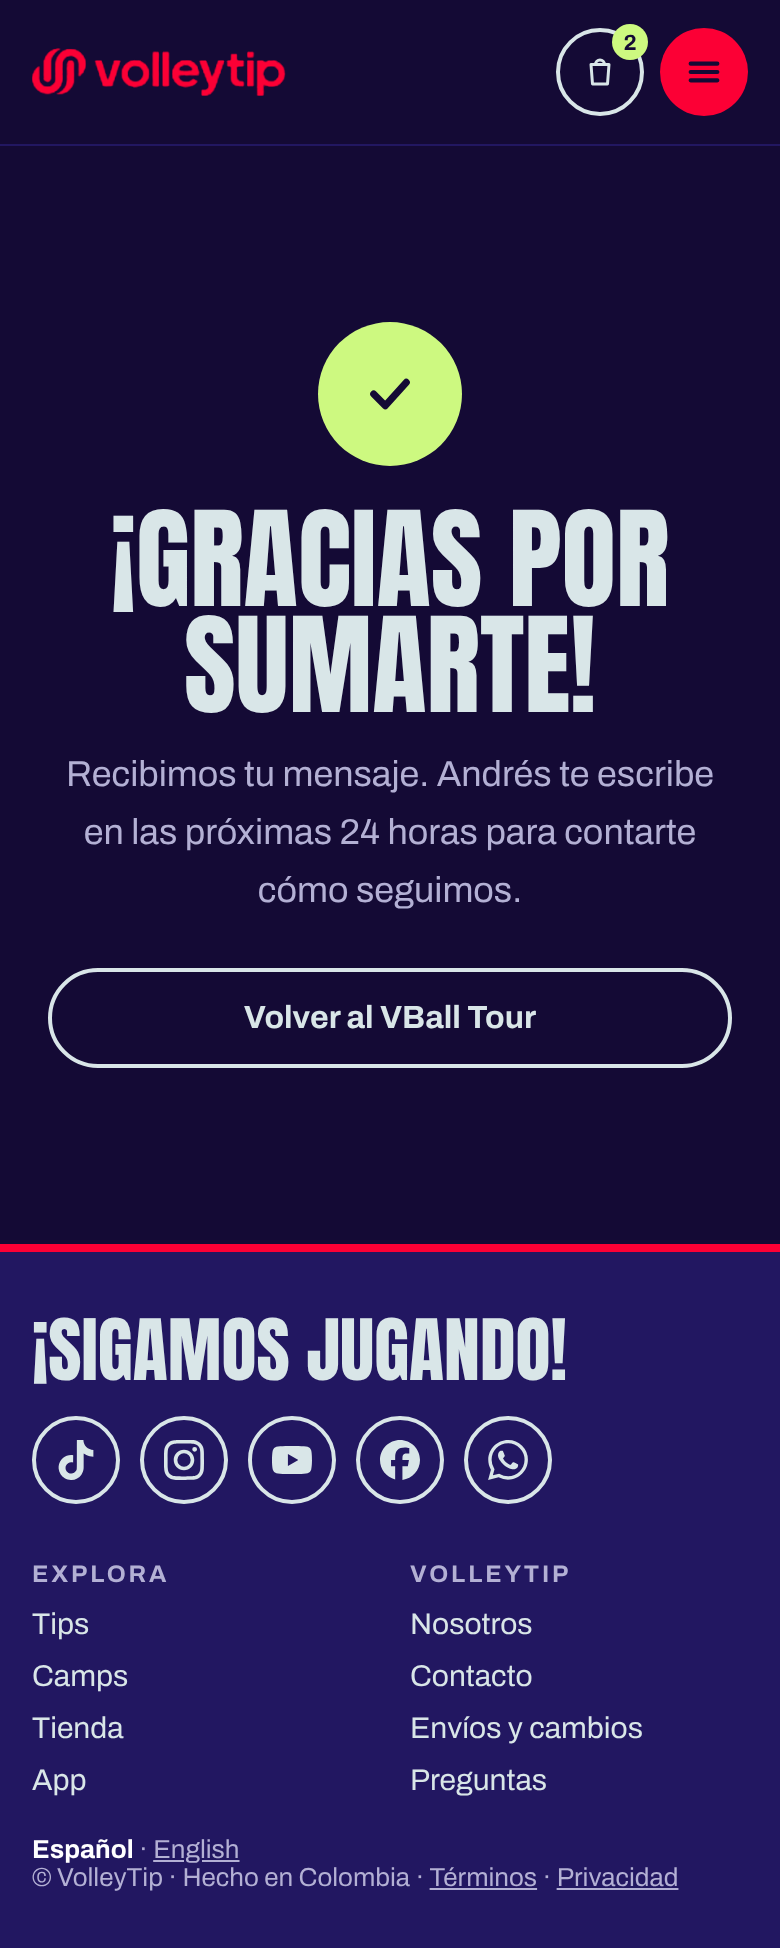 volleytip
2
¡GRACIAS POR
SUMARTE!
Recibimos tu mensaje. Andrés te escribe
en las próximas 24 horas para contarte
cómo seguimos.
Volver al VBall Tour
¡SIGAMOS JUGANDO!
EXPLORA
Tips
Camps
Tienda
App
VOLLEYTIP
Nosotros
Contacto
Envíos y cambios
Preguntas
Español · English
© VolleyTip · Hecho en Colombia · Términos · Privacidad